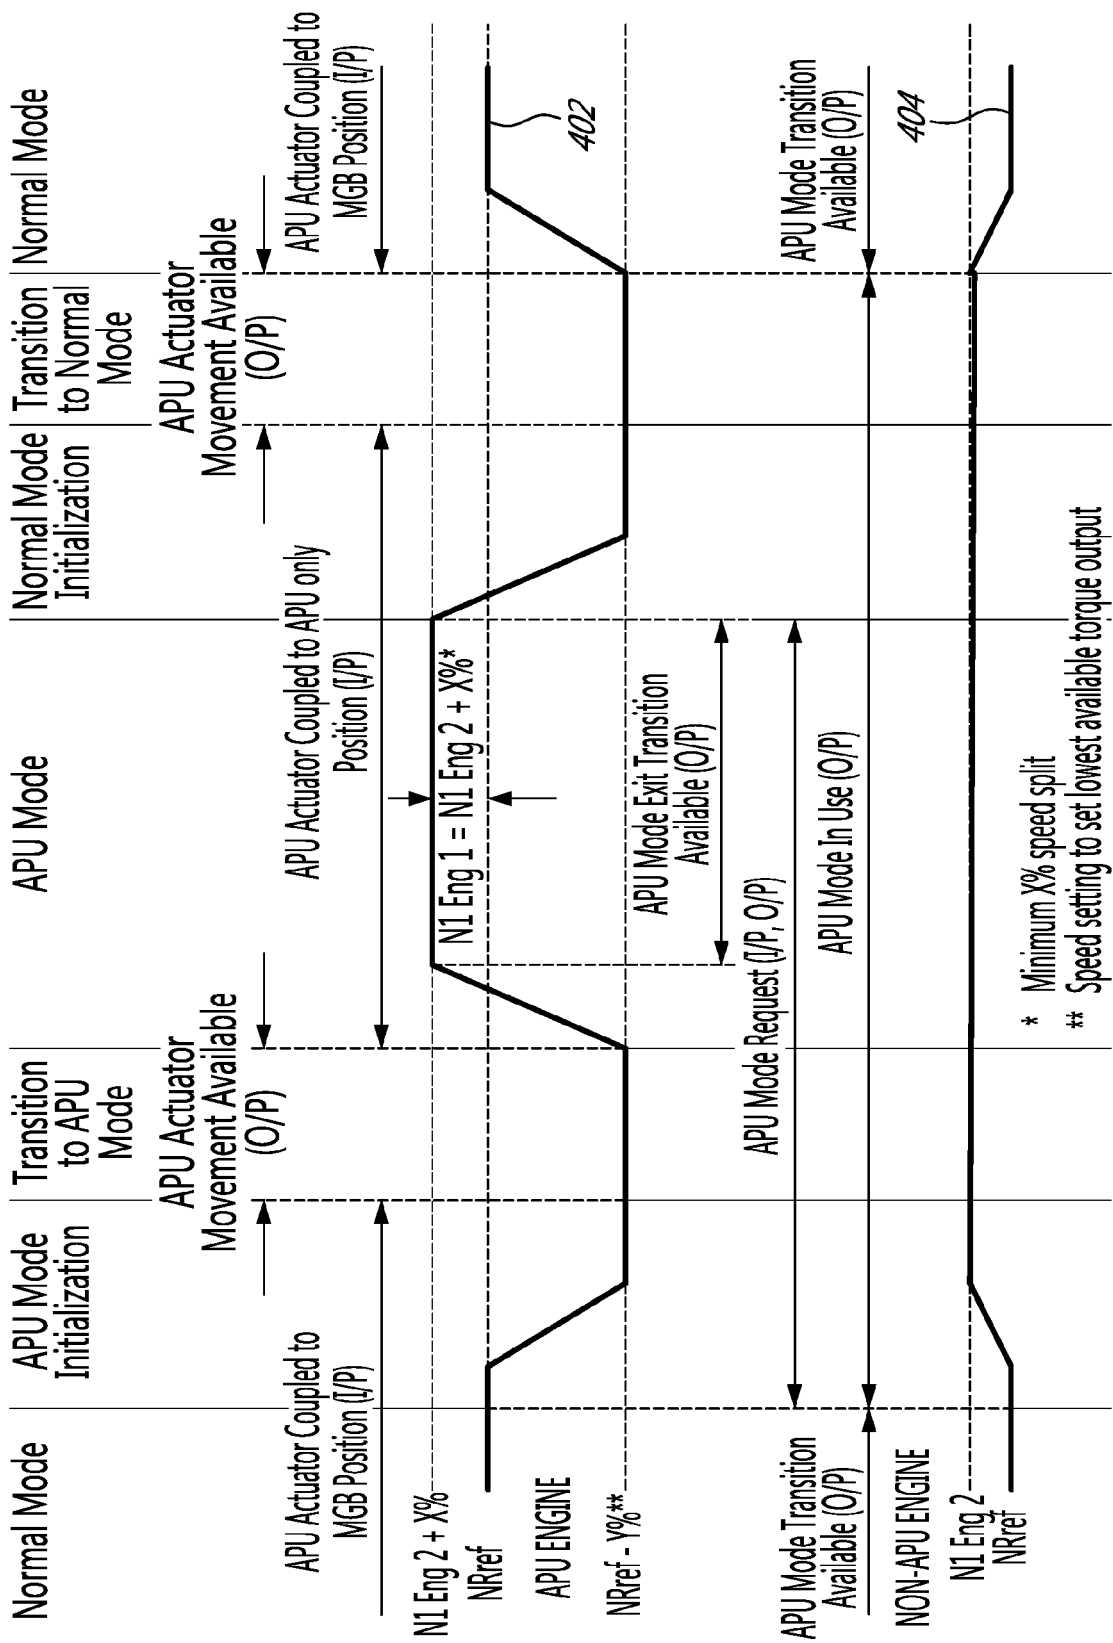 Normal Mode
APU Mode
Initialization
Transition
to APU
Mode
APU Mode
Normal Mode
Initialization
Transition
to Normal
Mode
Normal Mode
APU Actuator
Movement Available
(O/P)
APU Actuator
Movement Available
(O/P)
APU Actuator Coupled to
MGB Position (I/P)
APU Actuator Coupled to APU only
Position (I/P)
APU Actuator Coupled to
MGB Position (I/P)
N1 Eng 2 + X%
N1 Eng 1 = N1 Eng 2 + X%*
NRref
402
APU ENGINE
NRref - Y%**
APU Mode Exit Transition
Available (O/P)
APU Mode Request (I/P, O/P)
APU Mode Transition
Available (O/P)
APU Mode In Use (O/P)
APU Mode Transition
Available (O/P)
NON-APU ENGINE
404
N1 Eng 2
NRref
* Minimum X% speed split
** Speed setting to set lowest available torque output